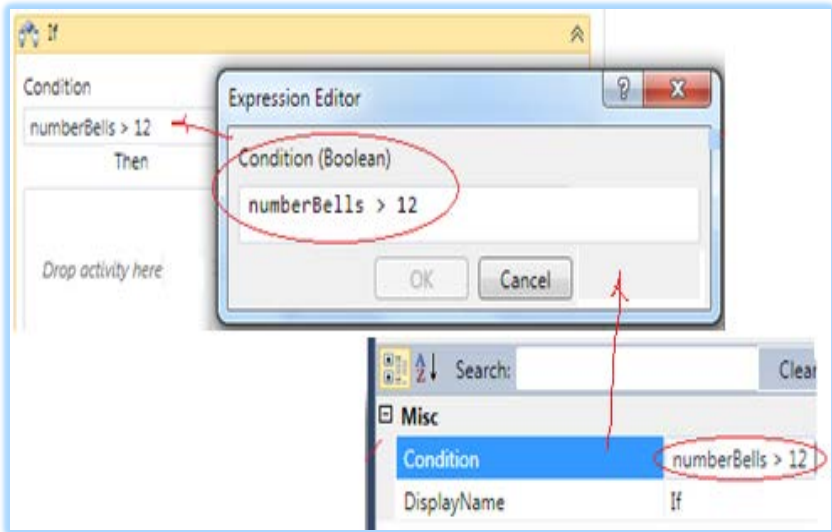 If
Condition
numberBells > 12
Then
Drop activity here
Expression Editor
Condition (Boolean)
numberBells > 12
OK
Cancel
Search:
Clear
Misc
Condition
numberBells > 12
DisplayName
If